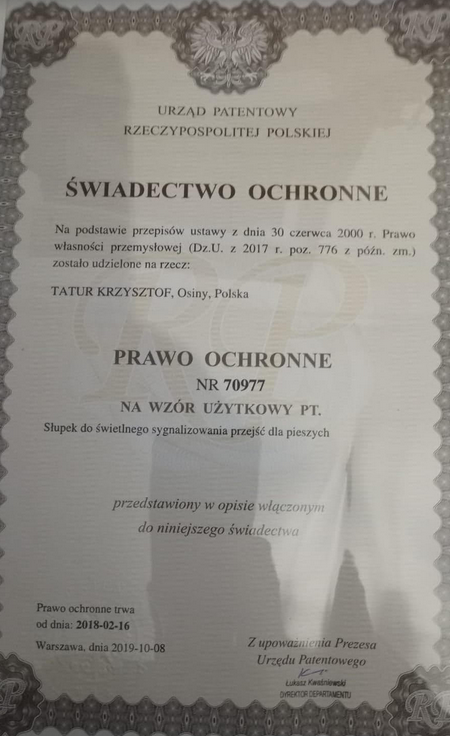 URZĄD PATENTOWY
RZECZYPOSPOLITEJ POLSKIEJ
ŚWIADECTWO OCHRONNE
Na podstawie przepisów ustawy z dnia 30 czerwca 2000 r. Prawo
własności przemysłowej (Dz.U. z 2017 r. poz. 776 z późn. zm.)
zostało udzielone na rzecz:
TATUR KRZYSZTOF, Osiny, Polska
PRAWO OCHRONNE
NR 70977
NA WZÓR UŻYTKOWY PT.
Słupek do świetlnego sygnalizowania przejść dla pieszych
przedstawiony w opisie włączonym
do niniejszego świadectwa
Prawo ochronne trwa
od dnia: 2018-02-16
Warszawa, dnia 2019-10-08
Z upoważnienia Prezesa
Urzędu Patentowego
Łukasz Kwaśniewski
DYREKTOR DEPARTAMENTU
RP